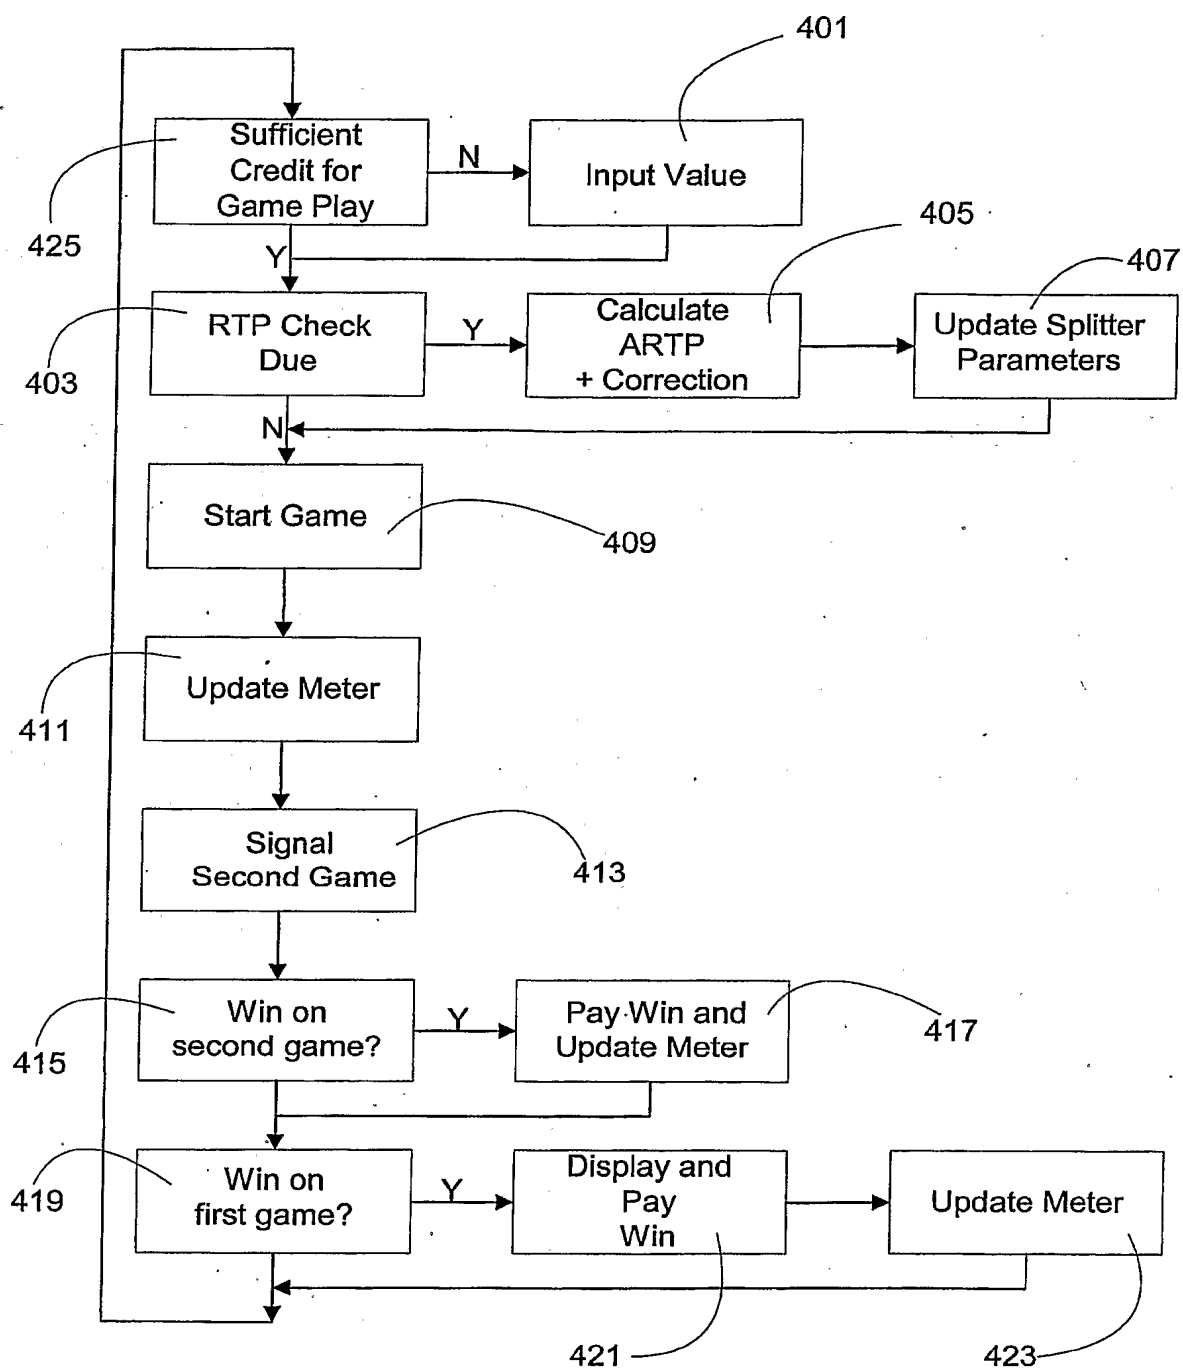 401
Sufficient
Credit for
Game Play
N
Input Value
425
Y
405
407
RTP Check
Due
Y
Calculate
ARTP
+ Correction
Update Splitter
Parameters
403
N
Start Game
409
Update Meter
411
Signal
Second Game
413
Win on
second game?
Y
Pay Win and
Update Meter
415
417
Win on
first game?
Y
Display and
Pay
Win
Update Meter
419
421
423